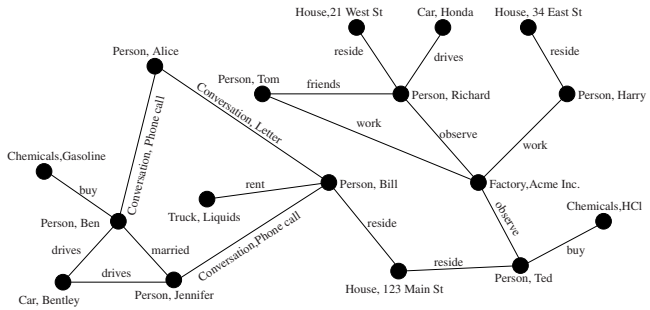 House,21 West St
Car, Honda
House, 34 East St
reside
drives
reside
Person, Alice
Person, Tom
friends
Person, Richard
Person, Harry
Conversation, Letter
work
observe
work
Conversation, Phone call
Chemicals,Gasoline
buy
rent
Person, Bill
Factory,Acme Inc.
Chemicals,HCl
Truck, Liquids
Person, Ben
reside
observe
buy
drives
married
Conversation,Phone call
drives
reside
Person, Ted
Car, Bentley
Person, Jennifer
House, 123 Main St